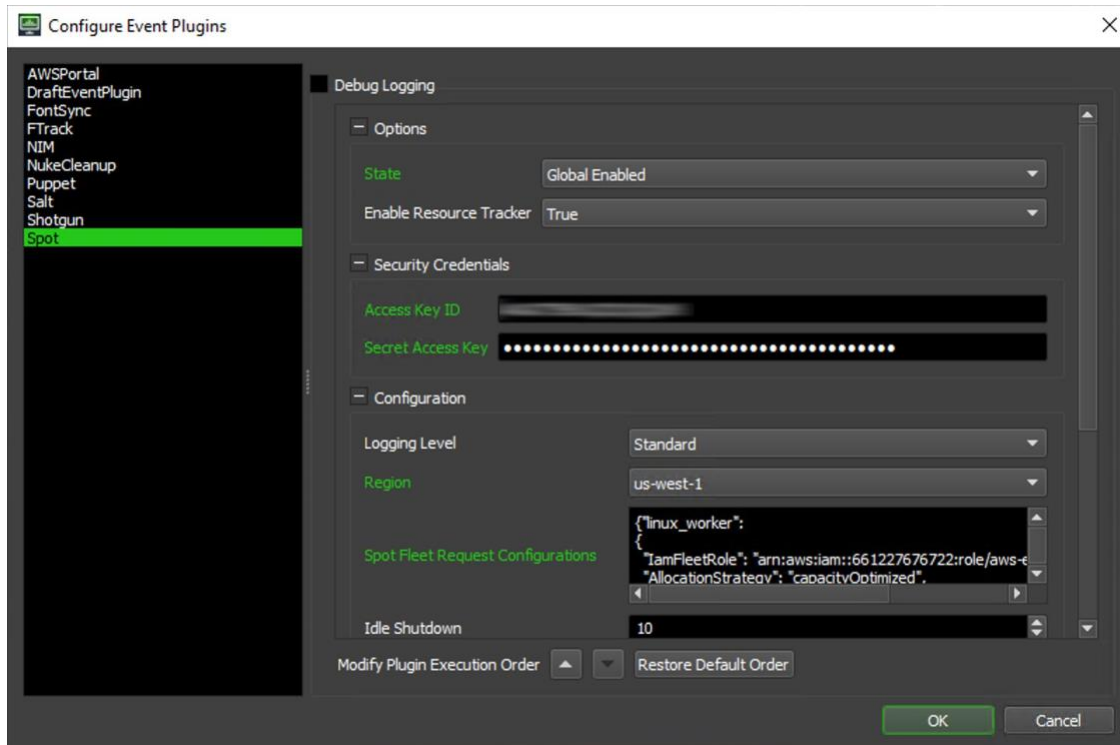 Configure Event Plugins
AWSPortal
DraftEventPlugin
FontSync
FTrack
NIM
NukeCleanup
Puppet
Salt
Shotgun
Spot
Debug Logging
Options
State Global Enabled
Enable Resource Tracker True
Security Credentials
Access Key ID
Secret Access Key ••••••••••••••••••••••••••••••••••••••••
Configuration
Logging Level Standard
Region us-west-1
Spot Fleet Request Configurations
{"linux_worker":
{
"IamFleetRole": "arn:aws:iam::661227676722:role/aws-e
"AllocationStrategy": "capacityOptimized",
Idle Shutdown 10
Modify Plugin Execution Order Restore Default Order
OK Cancel